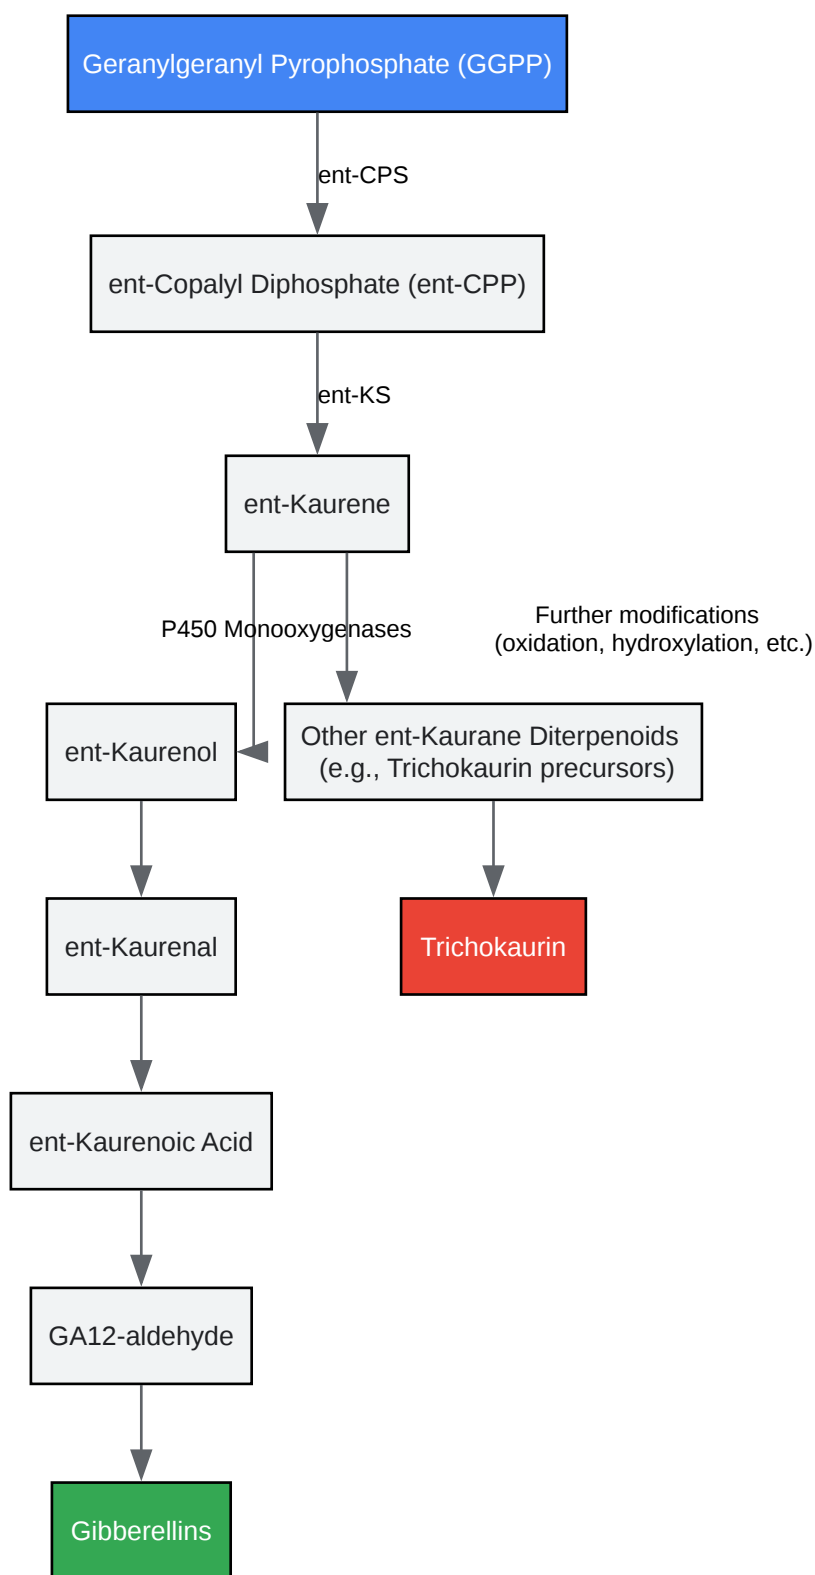 Geranylgeranyl Pyrophosphate (GGPP)
ent-CPS
ent-Copalyl Diphosphate (ent-CPP)
ent-KS
ent-Kaurene
P450 Monooxygenases
Further modifications
(oxidation, hydroxylation, etc.)
ent-Kaurenol
Other ent-Kaurane Diterpenoids
(e.g., Trichokaurin precursors)
ent-Kaurenal
Trichokaurin
ent-Kaurenoic Acid
GA12-aldehyde
Gibberellins